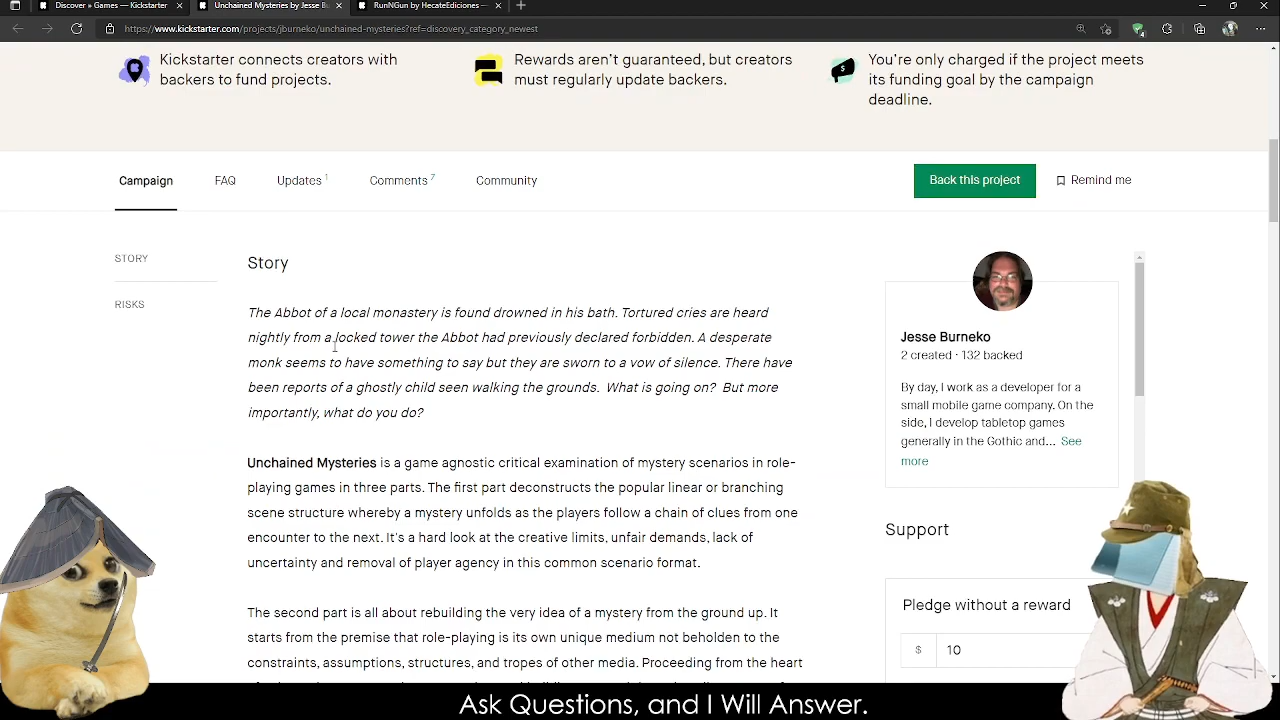 Discover » Games — Kickstarter
Unchained Mysteries by Jesse Bu
RunNGun by HecateEdiciones —
https://www.kickstarter.com/projects/jburneko/unchained-mysteries?ref=discovery_category_newest
Kickstarter connects creators with
backers to fund projects.
Rewards aren't guaranteed, but creators
must regularly update backers.
You're only charged if the project meets
its funding goal by the campaign
deadline.
Campaign
FAQ
Updates 1
Comments 7
Community
Back this project
Remind me
STORY
RISKS
Story
The Abbot of a local monastery is found drowned in his bath. Tortured cries are heard
nightly from a locked tower the Abbot had previously declared forbidden. A desperate
monk seems to have something to say but they are sworn to a vow of silence. There have
been reports of a ghostly child seen walking the grounds. What is going on? But more
importantly, what do you do?
Unchained Mysteries is a game agnostic critical examination of mystery scenarios in role-
playing games in three parts. The first part deconstructs the popular linear or branching
scene structure whereby a mystery unfolds as the players follow a chain of clues from one
encounter to the next. It's a hard look at the creative limits, unfair demands, lack of
uncertainty and removal of player agency in this common scenario format.
The second part is all about rebuilding the very idea of a mystery from the ground up. It
starts from the premise that role-playing is its own unique medium not beholden to the
constraints, assumptions, structures, and tropes of other media. Proceeding from the heart
Jesse Burneko
2 created · 132 backed
By day, I work as a developer for a
small mobile game company. On the
side, I develop tabletop games
generally in the Gothic and... See
more
Support
Pledge without a reward
$ 10
Ask Questions, and I Will Answer.